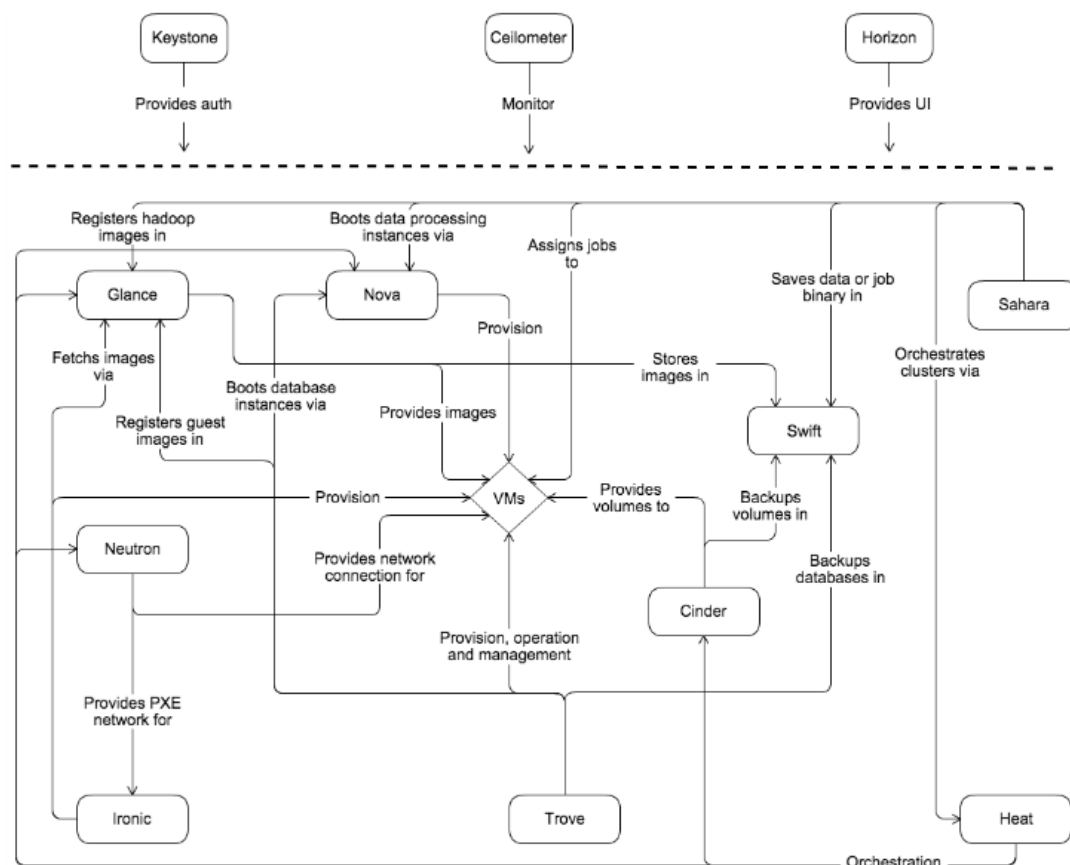 Keystone
Ceilometer
Horizon
Provides auth
Monitor
Provides UI
Registers hadoop
images in
Boots data processing
instances via
Assigns jobs
to
Saves data or job
binary in
Glance
Nova
Sahara
Provision
Fetchs images
via
Stores
images in
Orchestrates
clusters via
Boots database
instances via
Provides images
Registers guest
images in
Swift
Provision
VMs
Provides
volumes to
Backups
volumes in
Neutron
Provides network
connection for
Backups
databases in
Cinder
Provision, operation
and management
Provides PXE
network for
Ironic
Trove
Heat
Orchestration